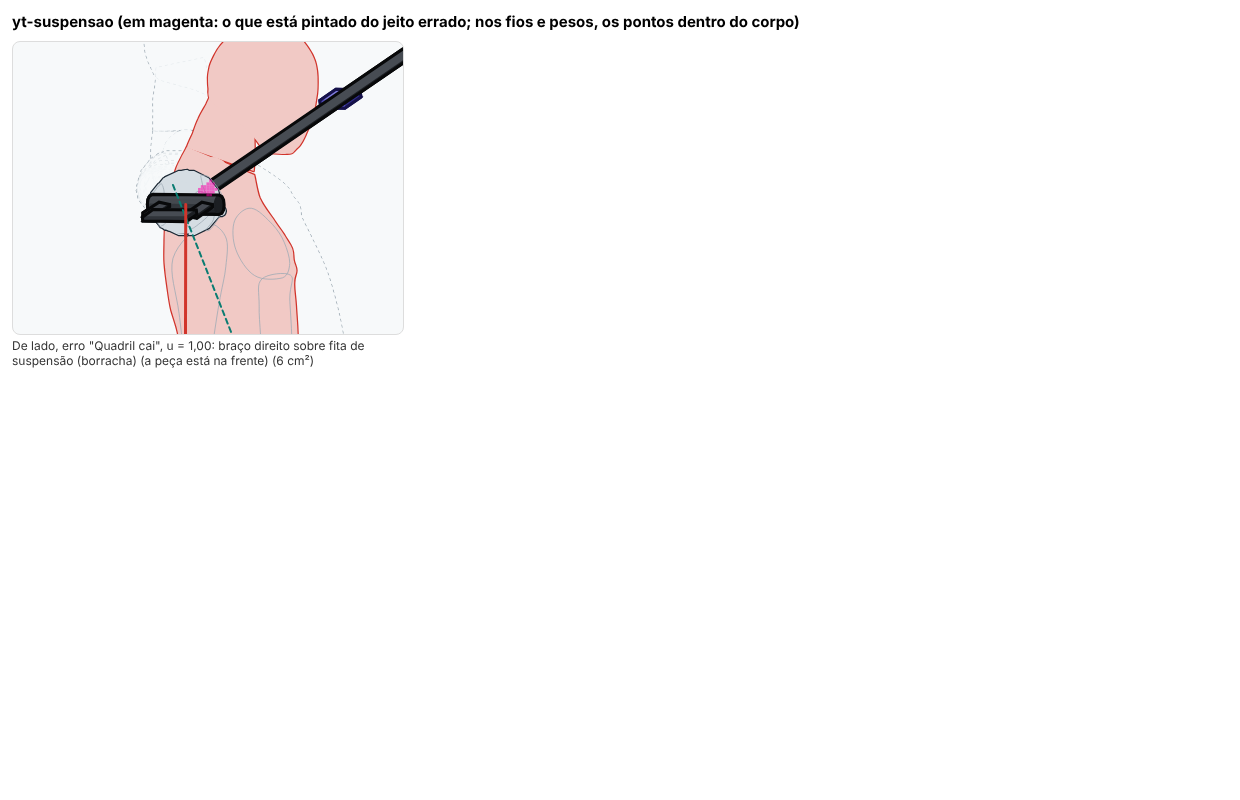 yt-suspensao (em magenta: o que está pintado do jeito errado; nos fios e pesos, os pontos dentro do corpo)
De lado, erro "Quadril cai", u = 1,00: braço direito sobre fita de
suspensão (borracha) (a peça está na frente) (6 cm²)